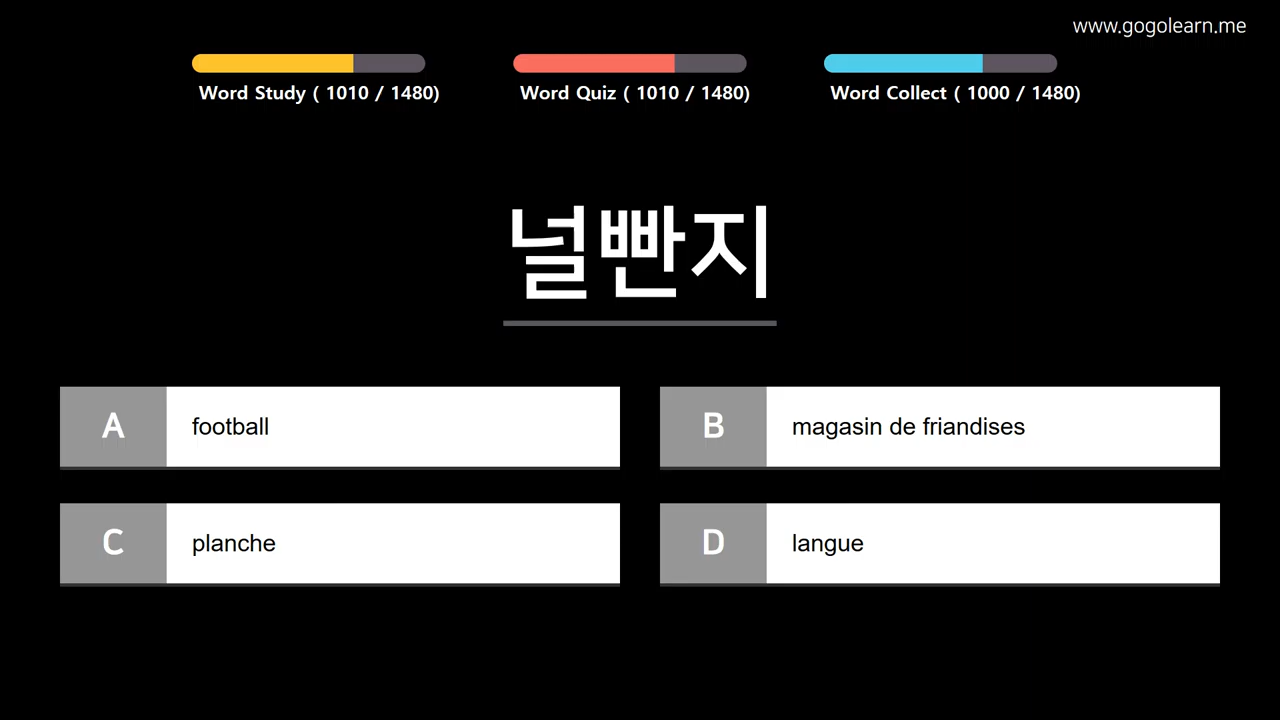 www.gogolearn.me
Word Study ( 1010 / 1480)
Word Quiz ( 1010 / 1480)
Word Collect ( 1000 / 1480)
널빤지
A football
B magasin de friandises
C planche
D langue